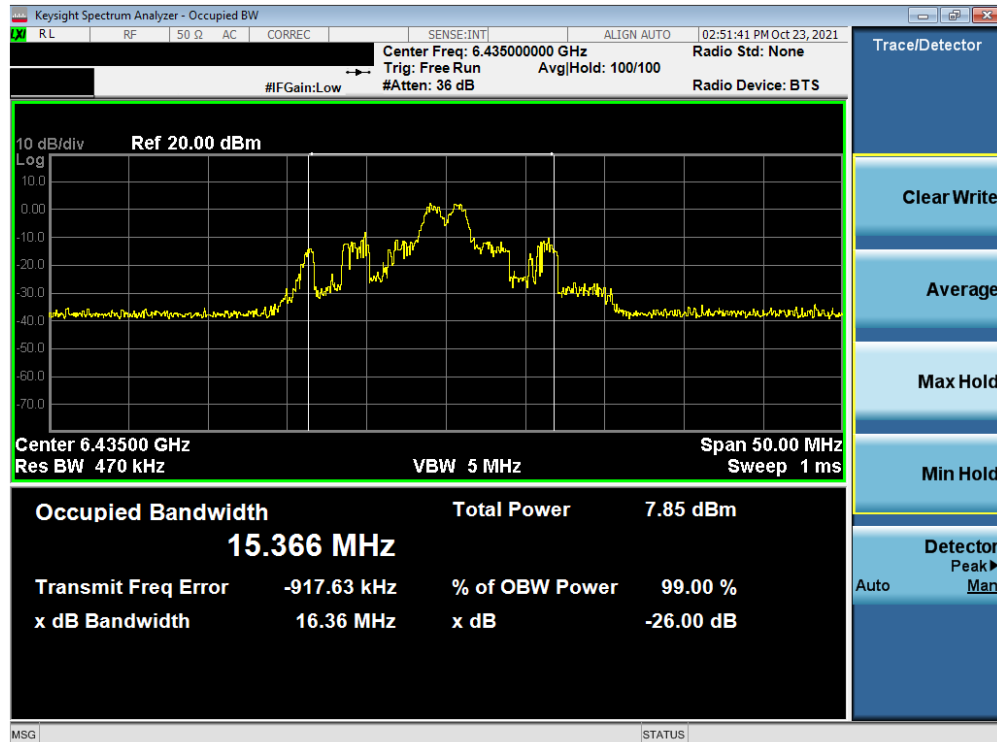 Keysight Spectrum Analyzer - Occupied BW
LXI RL RF 50 Ω AC CORREC SENSE:INT ALIGN AUTO 02:51:41 PM Oct 23, 2021
Center Freq: 6.435000000 GHz Radio Std: None
Trig: Free Run Avg|Hold: 100/100
#IFGain:Low #Atten: 36 dB Radio Device: BTS
Trace/Detector
10 dB/div Ref 20.00 dBm
Log
10.0
0.00
-10.0
-20.0
-30.0
-40.0
-50.0
-60.0
-70.0
Center 6.43500 GHz Span 50.00 MHz
Res BW 470 kHz VBW 5 MHz Sweep 1 ms
Occupied Bandwidth Total Power 7.85 dBm
15.366 MHz
Transmit Freq Error -917.63 kHz % of OBW Power 99.00 %
x dB Bandwidth 16.36 MHz x dB -26.00 dB
Clear Write
Average
Max Hold
Min Hold
Detector
Peak▶
Auto Man
MSG STATUS